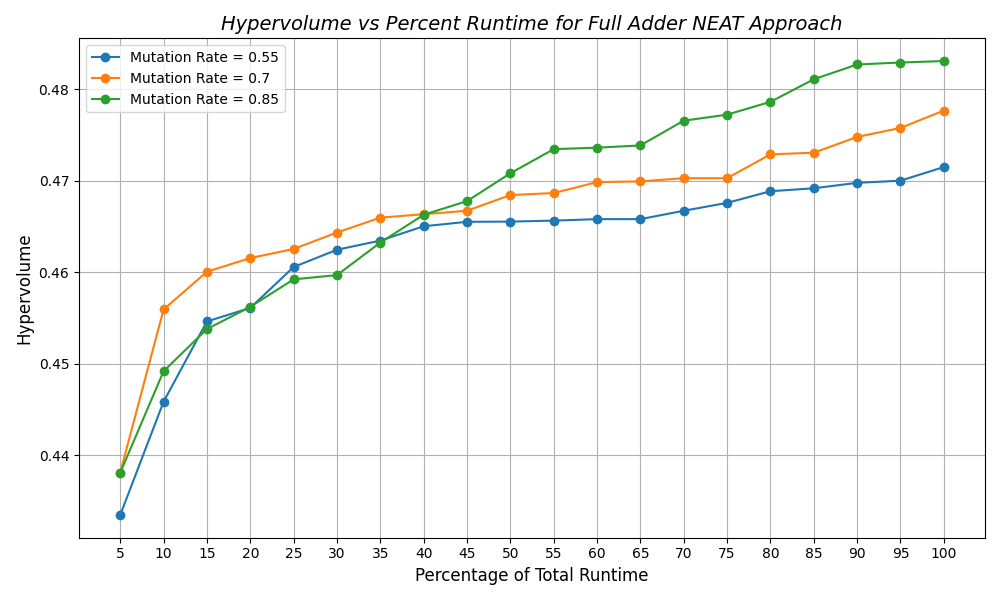 Hypervolume vs Percent Runtime for Full Adder NEAT Approach
Mutation Rate = 0.55
Mutation Rate = 0.7
Mutation Rate = 0.85
Hypervolume
0.48
0.47
0.46
0.45
0.44
5 10 15 20 25 30 35 40 45 50 55 60 65 70 75 80 85 90 95 100
Percentage of Total Runtime